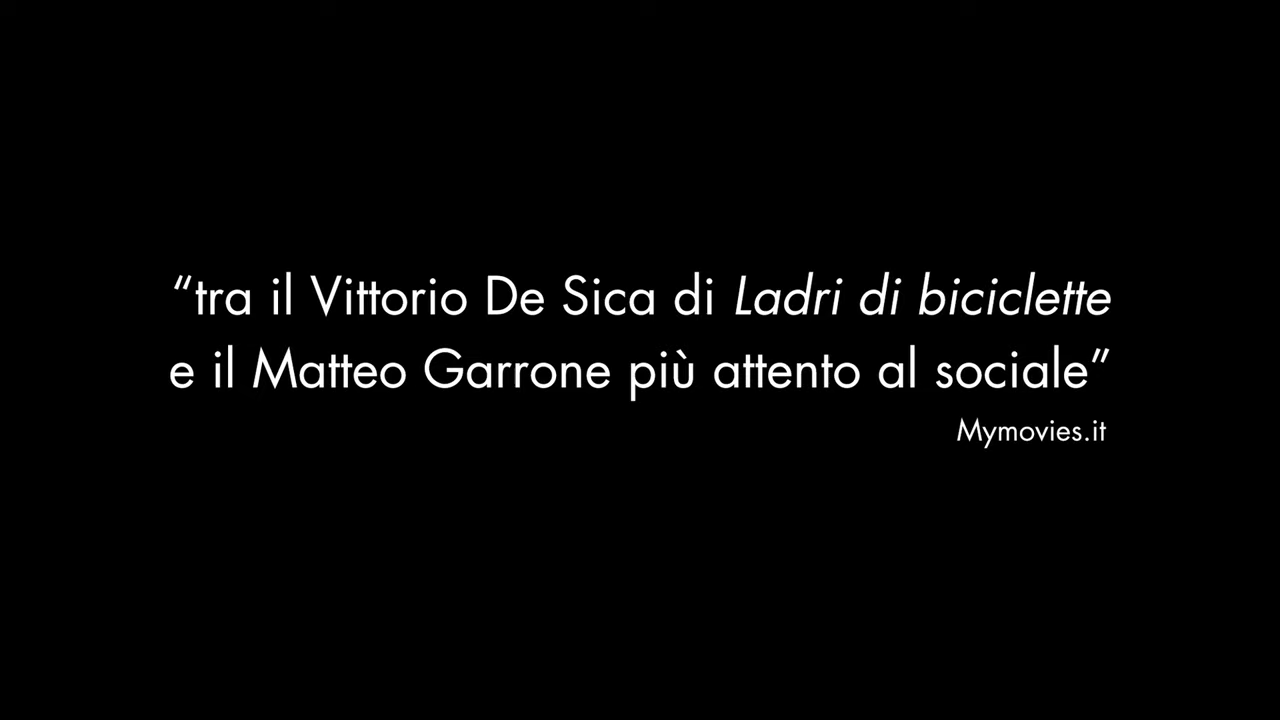 “tra il Vittorio De Sica di Ladri di biciclette
e il Matteo Garrone più attento al sociale”
Mymovies.it